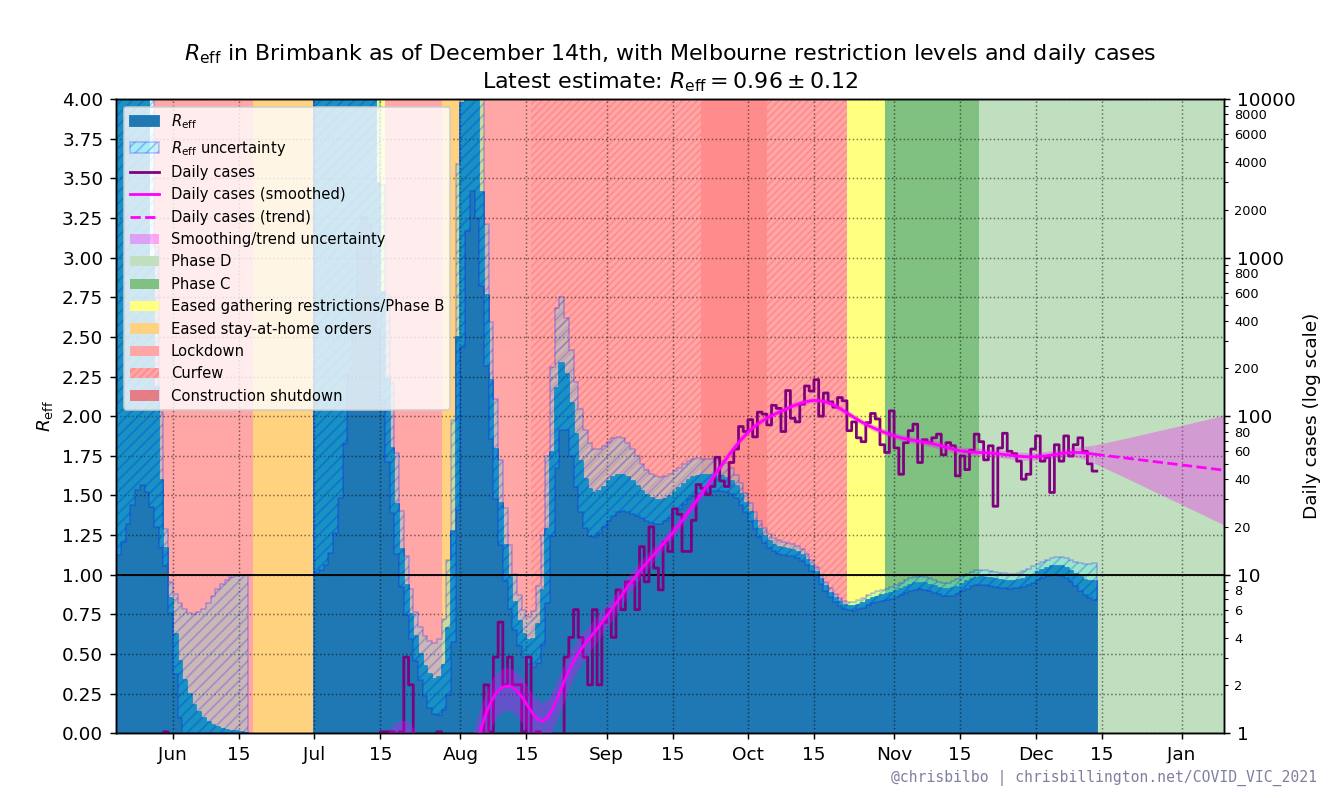 Reff in Brimbank as of December 14th, with Melbourne restriction levels and daily cases
Latest estimate: Reff = 0.96 ± 0.12
Reff
Reff uncertainty
Daily cases
Daily cases (smoothed)
Daily cases (trend)
Smoothing/trend uncertainty
Phase D
Phase C
Eased gathering restrictions/Phase B
Eased stay-at-home orders
Lockdown
Curfew
Construction shutdown
Reff
4.00
3.75
3.50
3.25
3.00
2.75
2.50
2.25
2.00
1.75
1.50
1.25
1.00
0.75
0.50
0.25
0.00
Jun 15 Jul 15 Aug 15 Sep 15 Oct 15 Nov 15 Dec 15 Jan
10000
8000
6000
4000
2000
1000
800
600
400
200
100
80
60
40
20
10
8
6
4
2
1
Daily cases (log scale)
@chrisbilbo | chrisbillington.net/COVID_VIC_2021